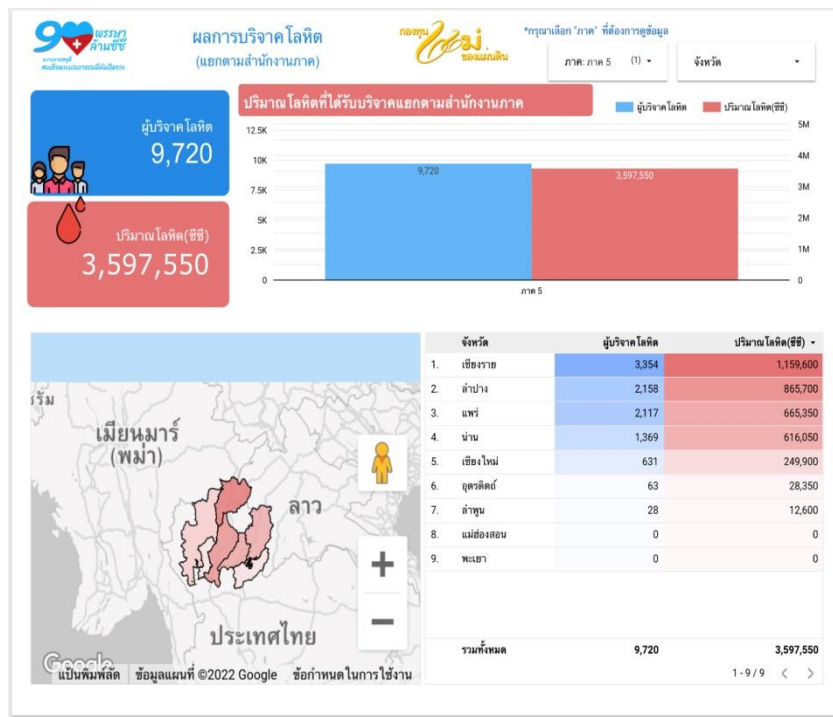 90 พรรษา
ล้านซีซี
ผลการบริจาคโลหิต
(แยกตามสำนักงานภาค)
กองทุน
แม่
ของแผ่นดิน
*กรุณาเลือก "ภาค" ที่ต้องการดูข้อมูล
ภาค: ภาค 5 (1)
จังหวัด
ผู้บริจาคโลหิต
9,720
ปริมาณโลหิต(ซีซี)
3,597,550
ปริมาณโลหิตที่ได้รับบริจาคแยกตามสำนักงานภาค
ผู้บริจาคโลหิต ปริมาณโลหิต(ซีซี)
12.5K 5M
10K 4M
7.5K 3M
5K 2M
2.5K 1M
0 0
9,720 3,597,550
ภาค 5
เมียนมาร์
(พม่า)
ลาว
ประเทศไทย
Google
แป้นพิมพ์ลัด ข้อมูลแผนที่ ©2022 Google ข้อกำหนดในการใช้งาน
จังหวัด ผู้บริจาคโลหิต ปริมาณโลหิต(ซีซี)
1. เชียงราย 3,354 1,159,600
2. ลำปาง 2,158 865,700
3. แพร่ 2,117 665,350
4. น่าน 1,369 616,050
5. เชียงใหม่ 631 249,900
6. อุตรดิตถ์ 63 28,350
7. ลำพูน 28 12,600
8. แม่ฮ่องสอน 0 0
9. พะเยา 0 0
รวมทั้งหมด 9,720 3,597,550
1 - 9 / 9